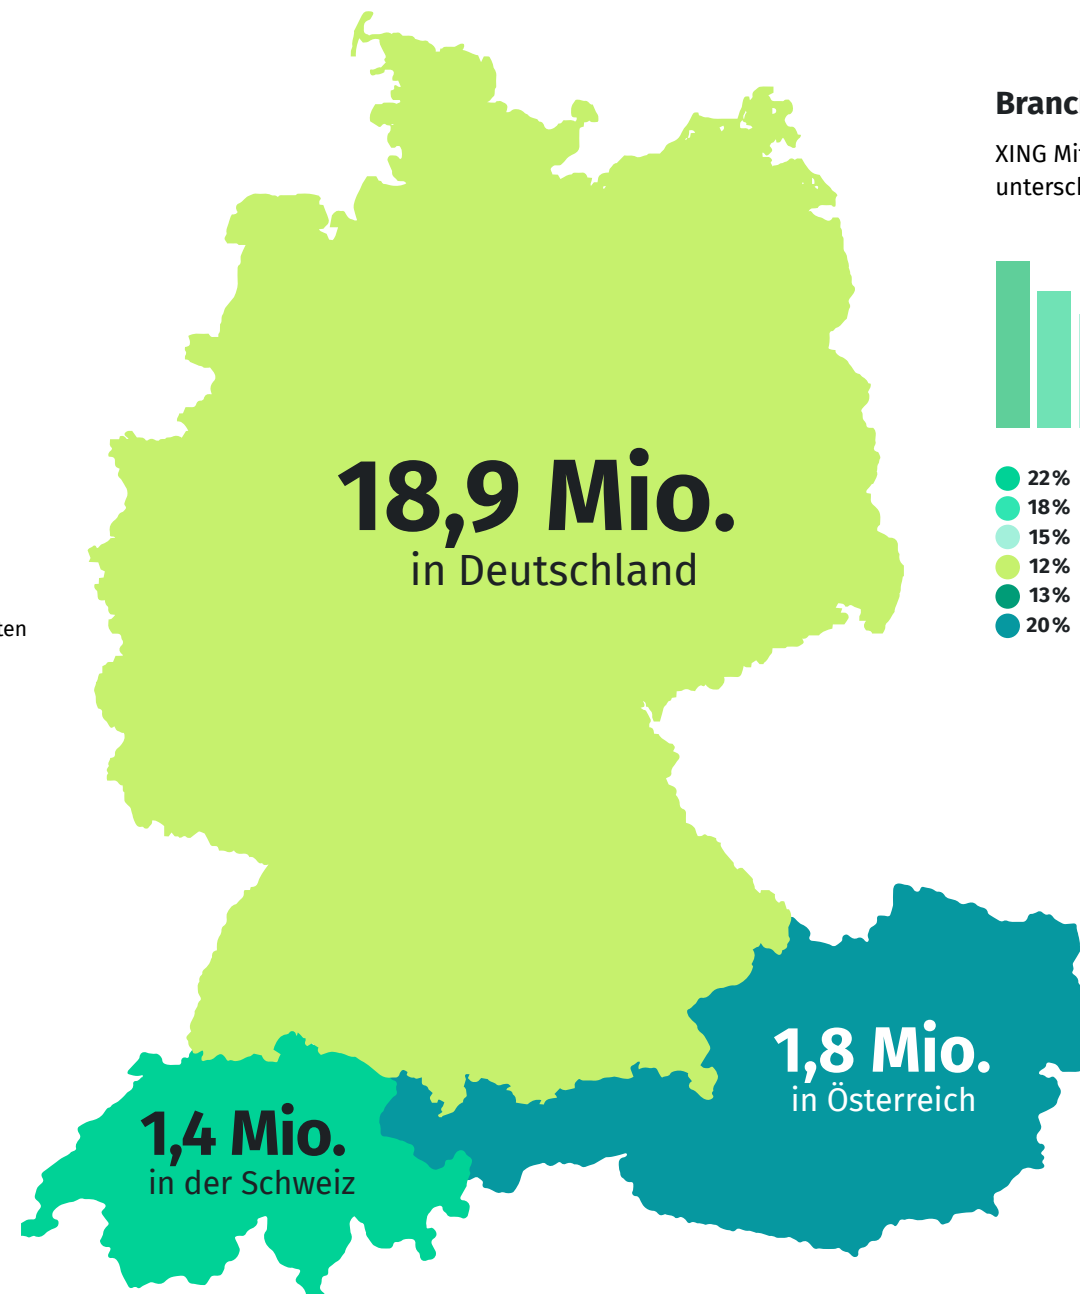 18,9 Mio.
in Deutschland
1,8 Mio.
in Österreich
1,4 Mio.
in der Schweiz
XING
22%
18%
15%
12%
13%
20%